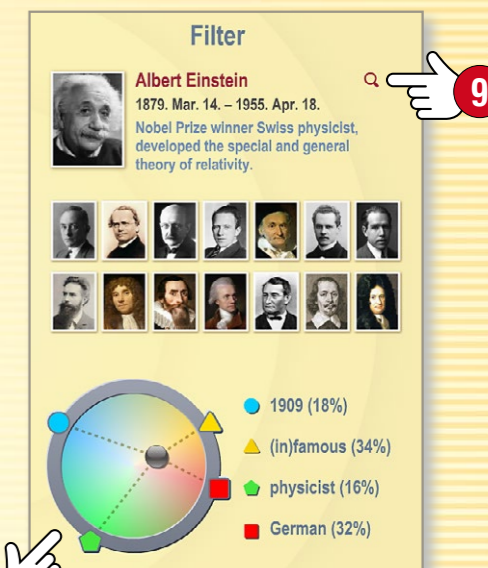 Filter
Albert Einstein
1879. Mar. 14. – 1955. Apr. 18.
Nobel Prize winner Swiss physicist,
developed the special and general
theory of relativity.
9
1909 (18%)
(in)famous (34%)
physicist (16%)
German (32%)